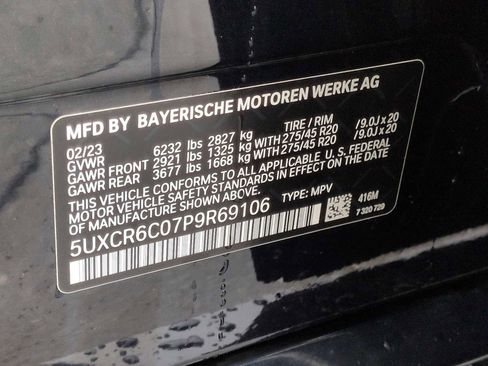 MFD BY BAYERISCHE MOTOREN WERKE AG
02/23 TIRE / RIM
GVWR 6232 lbs 2827 kg
GAWR FRONT 2921 lbs 1325 kg WITH 275/45 R20 /9.0J x 20
GAWR REAR 3677 lbs 1668 kg WITH 275/45 R20 /9.0J x 20
THIS VEHICLE CONFORMS TO ALL APPLICABLE U.S. FEDERAL
MOTOR VEHICLE SAFETY STANDARDS IN EFFECT ON THE DATE
OF MANUFACTURE SHOWN ABOVE.
5UXCR6C07P9R69106 TYPE: MPV
416M
7 320 729